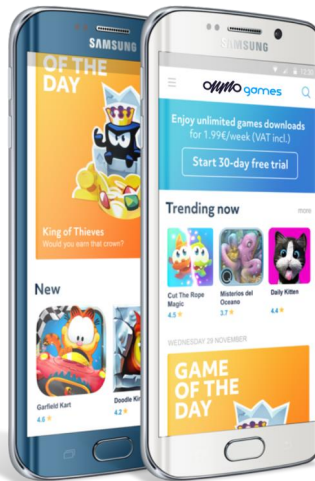 SAMSUNG
OF THE
DAY
King of Thieves
Would you earn that crown?
New
Garfield Kart
4.6 ★
4.2 ★
SAMSUNG
12:30
games
Enjoy unlimited games downloads
for 1.99€/week (VAT incl.)
Start 30-day free trial
Trending now
more
Cut The Rope
Magic
4.5 ★
Misterios del
Oceano
3.7 ★
Daily Kitten
4.4 ★
WEDNESDAY 29 NOVEMBER
GAME
OF THE
DAY